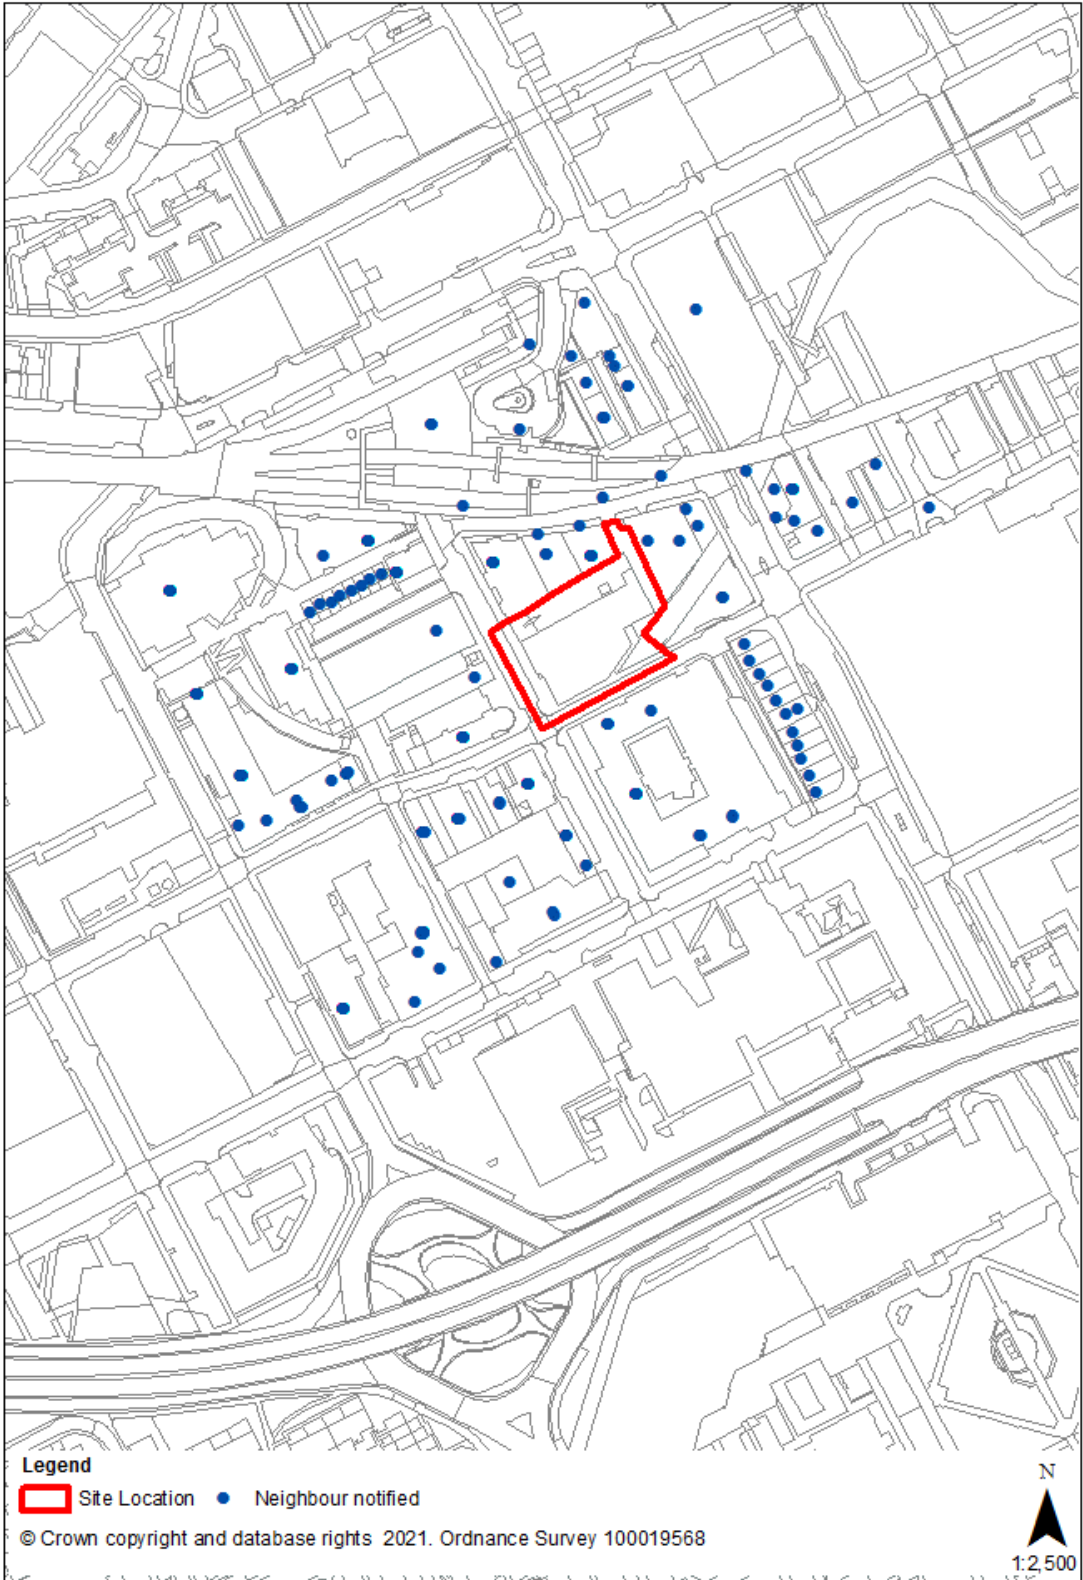 Legend
Site Location Neighbour notified
© Crown copyright and database rights 2021. Ordnance Survey 100019568
N
1:2,500